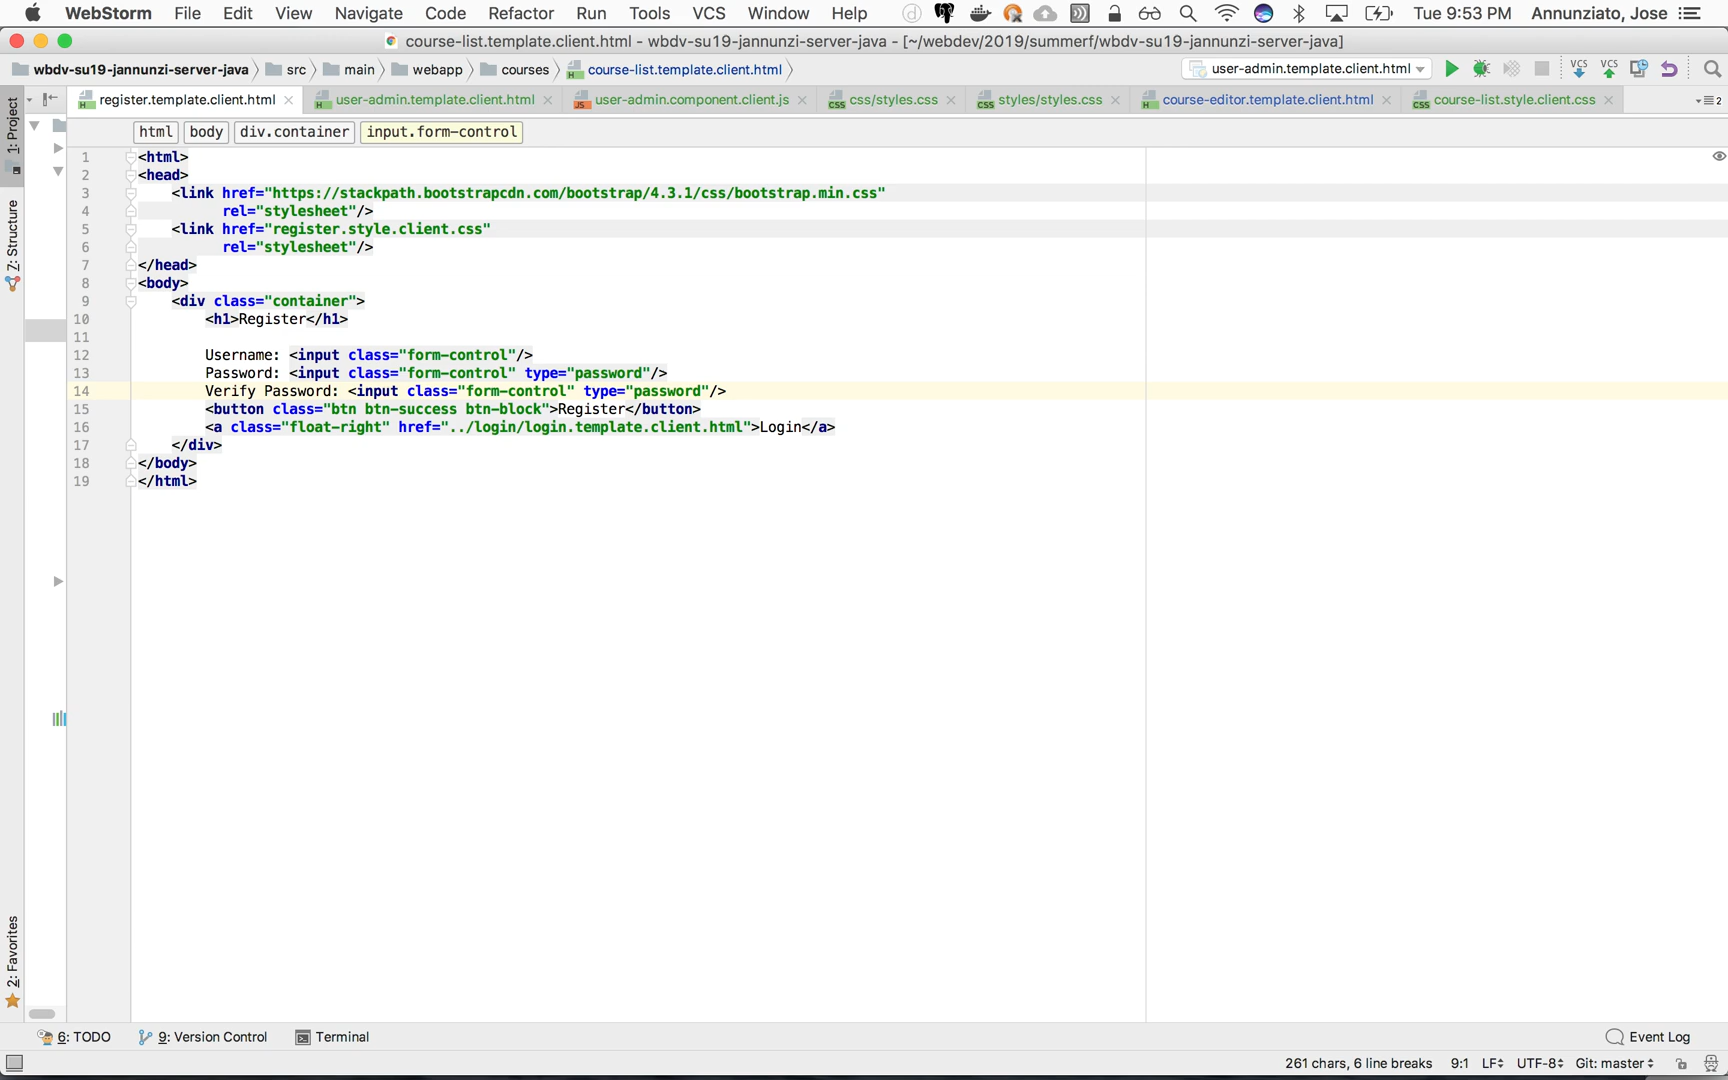 WebStorm File Edit View Navigate Code Refactor Run Tools VCS Window Help Tue 9:53 PM Annunziato, Jose
course-list.template.client.html - wbdv-su19-jannunzi-server-java - [~/webdev/2019/summerf/wbdv-su19-jannunzi-server-java]
wbdv-su19-jannunzi-server-java src main webapp courses course-list.template.client.html user-admin.template.client.html VCS VCS
register.template.client.html user-admin.template.client.html user-admin.component.client.js css/styles.css styles/styles.css course-editor.template.client.html course-list.style.client.css 2
html body div.container input.form-control
1: Project
7: Structure
2: Favorites
1 <html>
2 <head>
3 <link href="https://stackpath.bootstrapcdn.com/bootstrap/4.3.1/css/bootstrap.min.css"
4 rel="stylesheet"/>
5 <link href="register.style.client.css"
6 rel="stylesheet"/>
7 </head>
8 <body>
9 <div class="container">
10 <h1>Register</h1>
11
12 Username: <input class="form-control"/>
13 Password: <input class="form-control" type="password"/>
14 Verify Password: <input class="form-control" type="password"/>
15 <button class="btn btn-success btn-block">Register</button>
16 <a class="float-right" href="../login/login.template.client.html">Login</a>
17 </div>
18 </body>
19 </html>
6: TODO 9: Version Control Terminal Event Log
261 chars, 6 line breaks 9:1 LF UTF-8 Git: master